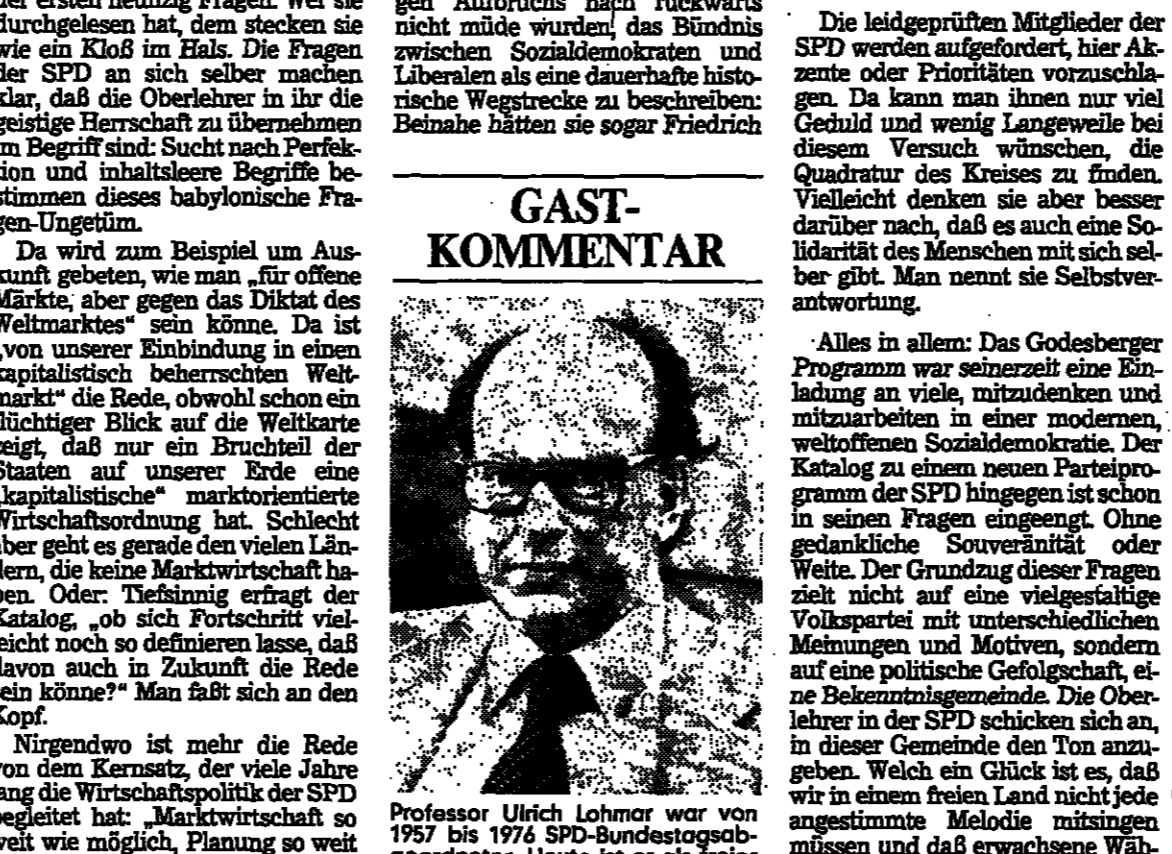 der ersten neunzig Fragen. Wer sie
durchgelesen hat, dem stecken sie
wie ein Kloß im Hals. Die Fragen
der SPD an sich selber machen
klar, daß die Oberlehrer in ihr die
geistige Herrschaft zu übernehmen
im Begriff sind: Sucht nach Perfek-
tion und inhaltsleere Begriffe be-
stimmen dieses babylonische Fra-
gen-Ungetüm.
Da wird zum Beispiel um Aus-
kunft gebeten, wie man „für offene
Märkte, aber gegen das Diktat des
Weltmarktes“ sein könne. Da ist
„von unserer Einbindung in einen
kapitalistisch beherrschten Welt-
markt“ die Rede, obwohl schon ein
flüchtiger Blick auf die Weltkarte
zeigt, daß nur ein Bruchteil der
Staaten auf unserer Erde eine
„kapitalistische“ marktorientierte
Wirtschaftsordnung hat. Schlecht
aber geht es gerade den vielen Län-
dern, die keine Marktwirtschaft ha-
ben. Oder: Tiefsinnig erfragt der
Katalog, „ob sich Fortschritt viel-
leicht noch so definieren lasse, daß
davon auch in Zukunft die Rede
sein könne?“ Man faßt sich an den
Kopf.
Nirgendwo ist mehr die Rede
von dem Kernsatz, der viele Jahre
lang die Wirtschaftspolitik der SPD
begleitet hat: „Marktwirtschaft so
weit wie möglich, Planung so weit
gen Aufbruchs nach rückwärts
nicht müde wurden, das Bündnis
zwischen Sozialdemokraten und
Liberalen als eine dauerhafte histo-
rische Wegstrecke zu beschreiben:
Beinahe hätten sie sogar Friedrich
GAST-
KOMMENTAR
Professor Ulrich Lohmar war von
1957 bis 1976 SPD-Bundestagsab-
geordneter. Heute ist er als freier
Die leidgeprüften Mitglieder der
SPD werden aufgefordert, hier Ak-
zente oder Prioritäten vorzuschla-
gen. Da kann man ihnen nur viel
Geduld und wenig Langeweile bei
diesem Versuch wünschen, die
Quadratur des Kreises zu finden.
Vielleicht denken sie aber besser
darüber nach, daß es auch eine So-
lidarität des Menschen mit sich sel-
ber gibt. Man nennt sie Selbstver-
antwortung.
Alles in allem: Das Godesberger
Programm war seinerzeit eine Ein-
ladung an viele, mitzudenken und
mitzuarbeiten in einer modernen,
weltoffenen Sozialdemokratie. Der
Katalog zu einem neuen Parteipro-
gramm der SPD hingegen ist schon
in seinen Fragen eingeengt. Ohne
gedankliche Souveränität oder
Weite. Der Grundzug dieser Fragen
zielt nicht auf eine vielgestaltige
Volkspartei mit unterschiedlichen
Meinungen und Motiven, sondern
auf eine politische Gefolgschaft, ei-
ne Bekenntnisgemeinde. Die Ober-
lehrer in der SPD schicken sich an,
in dieser Gemeinde den Ton anzu-
geben. Welch ein Glück ist es, daß
wir in einem freien Land nicht jede
angestimmte Melodie mitsingen
müssen und daß erwachsene Wäh-